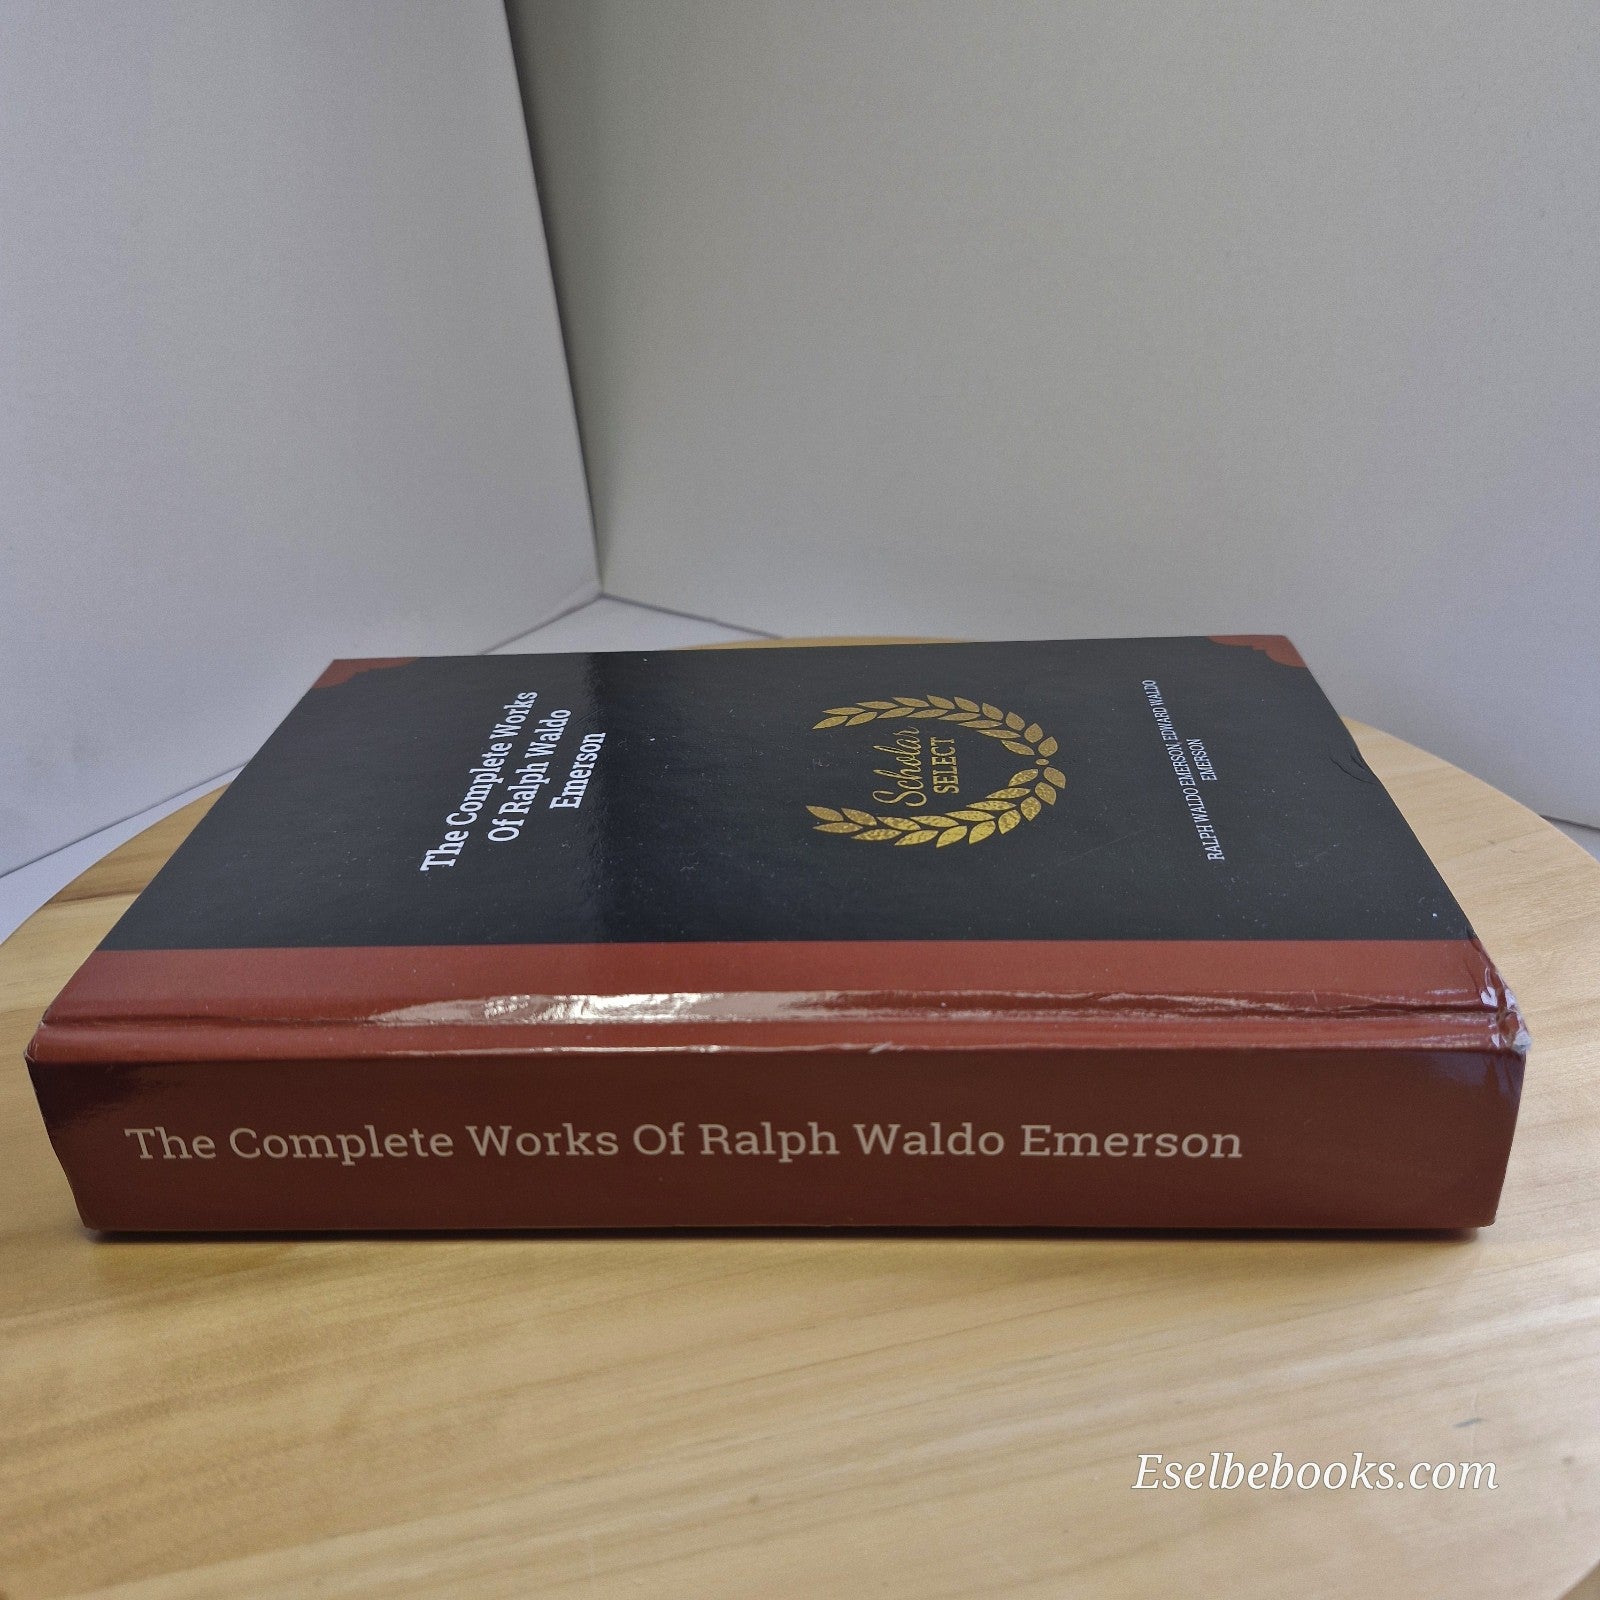 The Complete Works
Of Ralph Waldo
Emerson
Scholar
SELECT
RALPH WALDO EMERSON, EDWARD WALDO
EMERSON
The Complete Works Of Ralph Waldo Emerson
Eselbebooks.com